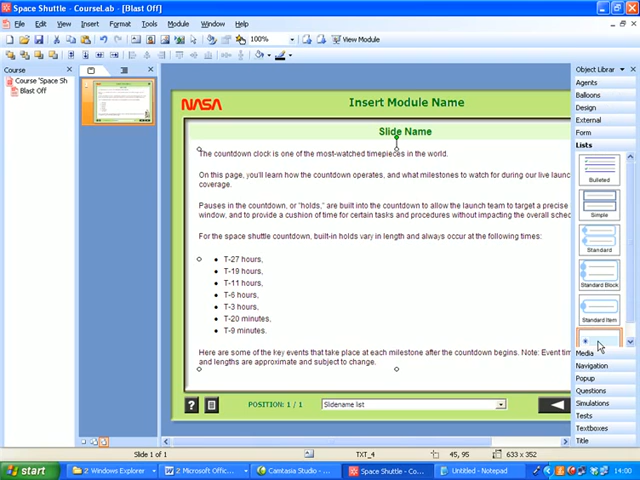 Space Shuttle - CourseLab - [Blast Off]
File Edit View Insert Format Tools Module Window Help
100% View Module
Course
Course 'Space Sh
Blast Off
NASA Insert Module Name
Slide Name
The countdown clock is one of the most-watched timepieces in the world.
On this page, you'll learn how the countdown operates, and what milestones to watch for during our live launc
coverage.
Pauses in the countdown, or "holds," are built into the countdown to allow the launch team to target a precise
window, and to provide a cushion of time for certain tasks and procedures without impacting the overall sched
For the space shuttle countdown, built-in holds vary in length and always occur at the following times:
• T-27 hours,
• T-19 hours,
• T-11 hours,
• T-6 hours,
• T-3 hours,
• T-20 minutes,
• T-9 minutes.
Here are some of the key events that take place at each milestone after the countdown begins. Note: Event tim
and lengths are approximate and subject to change.
? POSITION: 1 / 1 Slidename list
Object Librar
Agents
Balloons
Design
External
Form
Lists
Bulleted
Simple
Standard
Standard Block
Standard Item
Media
Navigation
Popup
Questions
Simulations
Tests
Textboxes
Title
Slide 1 of 1 TXT_4 45, 95 633 x 352
start 2 Windows Explorer 2 Microsoft Office... Camtasia Studio - ... Space Shuttle - Co... Untitled - Notepad 14:00